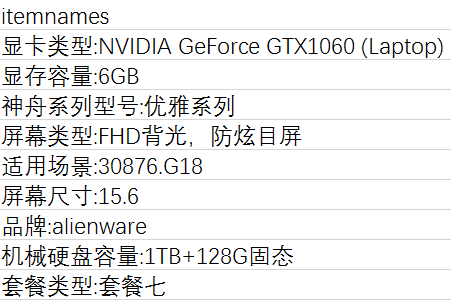 itemnames
显卡类型:NVIDIA GeForce GTX1060 (Laptop)
显存容量:6GB
神舟系列型号:优雅系列
屏幕类型:FHD背光，防炫目屏
适用场景:30876.G18
屏幕尺寸:15.6
品牌:alienware
机械硬盘容量:1TB+128G固态
套餐类型:套餐七